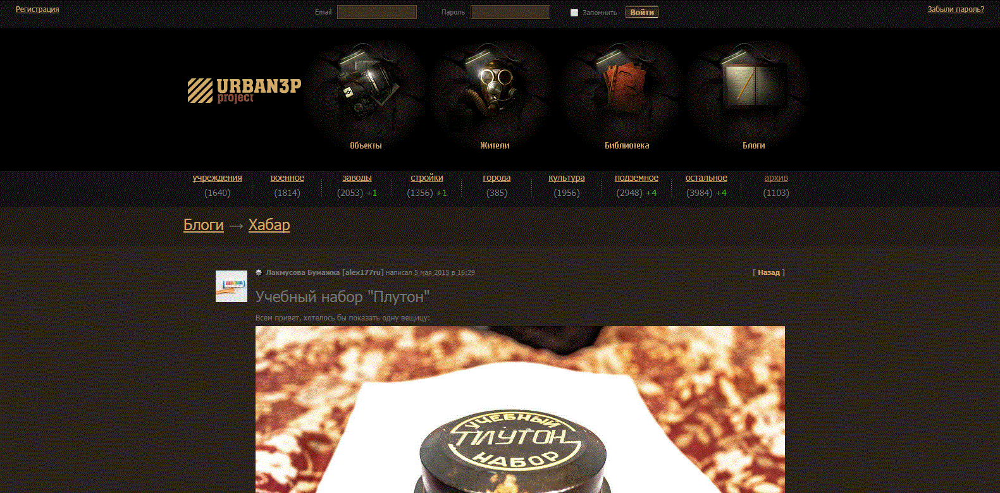 Регистрация
Email
Пароль
Запомнить
Войти
Забыли пароль?
URBAN3P
project
Объекты
Жители
Библиотека
Блоги
учреждения
военное
заводы
стройки
города
культура
подземное
остальное
архив
(1640)
(1814)
(2053) +1
(1356) +1
(385)
(1956)
(2948) +4
(3984) +4
(1103)
Блоги → Хабар
Лакмусова Бумажка [alex177ru] написал 5 мая 2015 в 16:29
[ Назад ]
Учебный набор "Плутон"
Всем привет, хотелось бы показать одну вещицу:
УЧЕБНЫЙ
ПЛУТОН
НАБОР